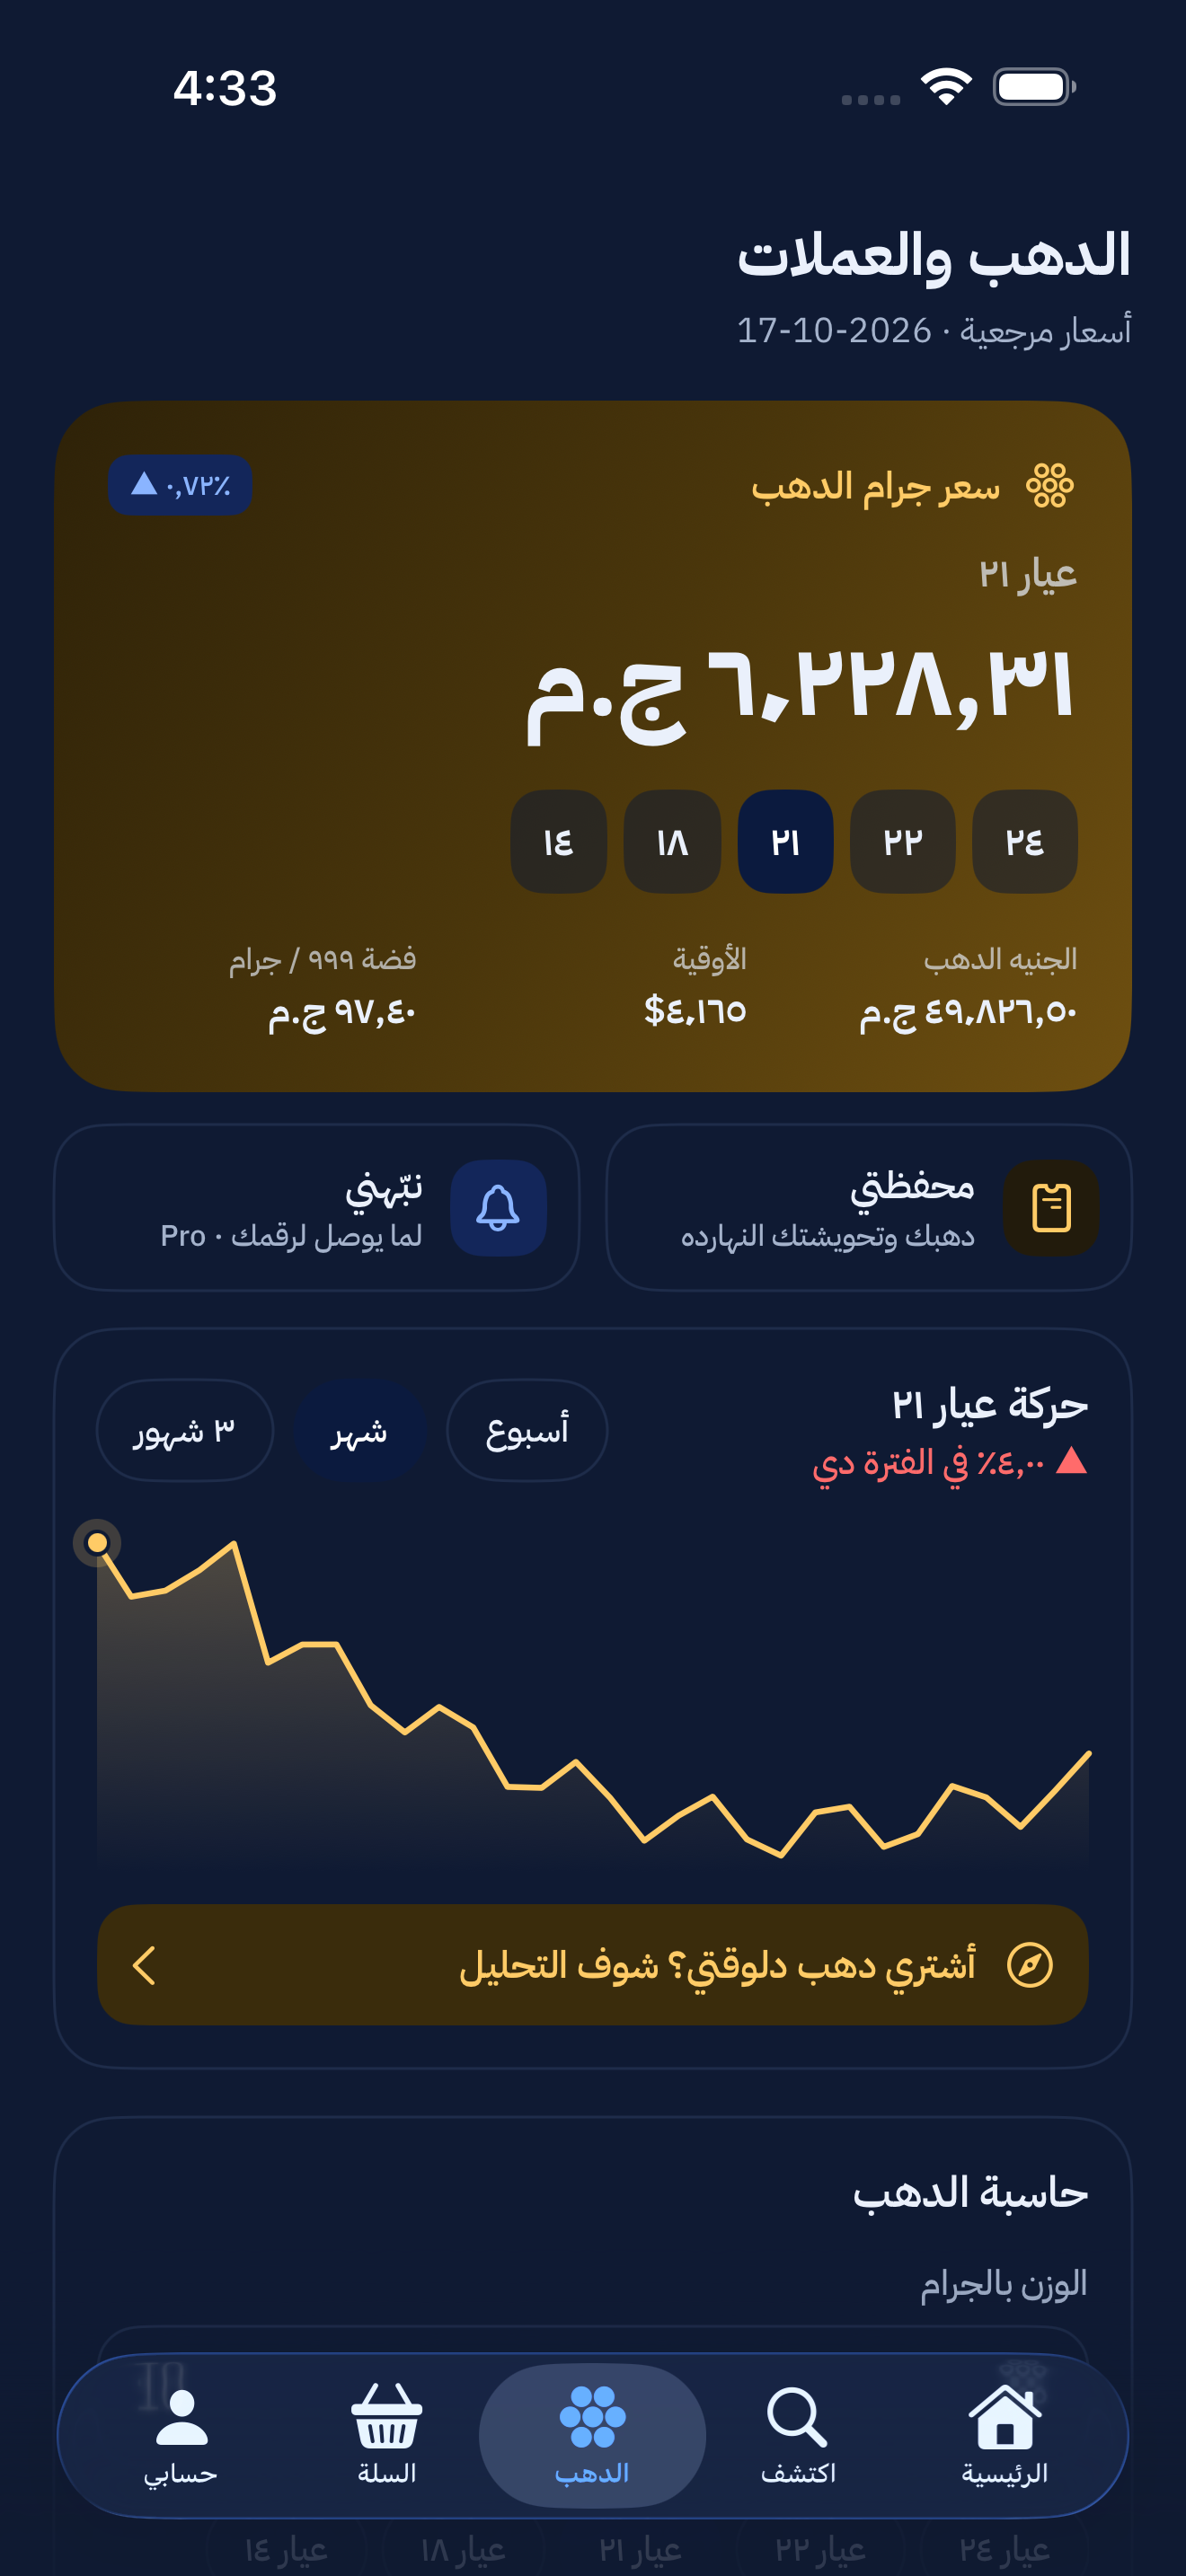 4:33
الدهب والعملات
أسعار مرجعية · 2026-10-17
سعر جرام الدهب
▲ ٠,٧٢٪
عيار ٢١
٦٬٢٢٨,٣١ ج.م
٢٤ ٢٢ ٢١ ١٨ ١٤
الجنيه الدهب الأوقية فضة ٩٩٩ / جرام
٤٩٬٨٢٦,٥٠ ج.م $٤٬١٦٥ ٩٧,٤٠ ج.م
محفظتي
دهبك وتحويشتك النهارده
نبّهني
لما يوصل لرقمك · Pro
حركة عيار ٢١
▲ ٤,٠٠٪ في الفترة دي
أسبوع شهر ٣ شهور
أشتري دهب دلوقتي؟ شوف التحليل
حاسبة الدهب
الوزن بالجرام
10
الرئيسية اكتشف الدهب السلة حسابي
عيار ٢٤ عيار ٢٢ عيار ٢١ عيار ١٨ عيار ١٤